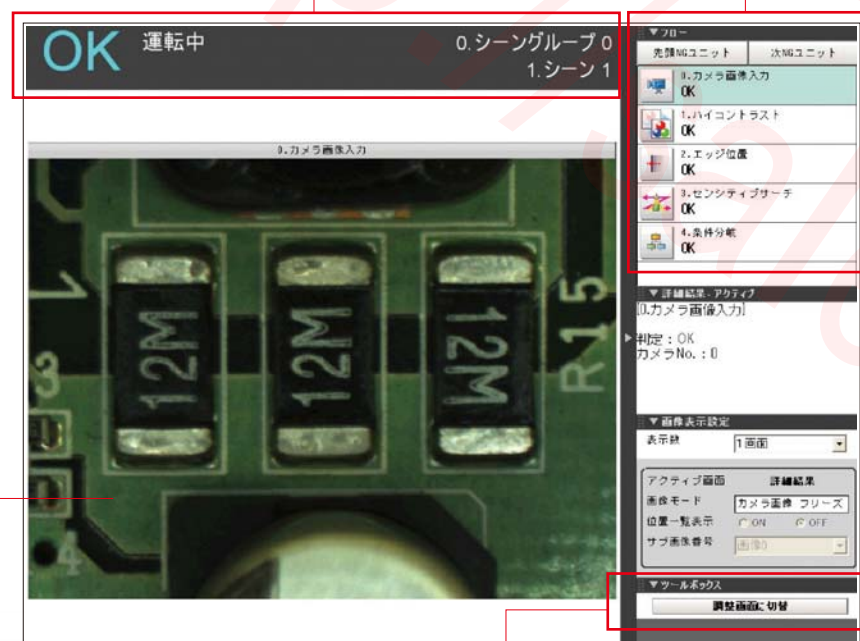 OK 運転中
0.シーングループ 0
1.シーン 1
0.カメラ画像入力
12M
12M
12M
R15
3
4
▼フロー
先頭NGユニット 次NGユニット
0.カメラ画像入力
OK
1.ハイコントラスト
OK
2.エッジ位置
OK
3.センシティブサーチ
OK
4.条件分岐
OK
▼詳細結果-アクティブ
[0.カメラ画像入力]
判定:OK
カメラNo.:0
▼画像表示設定
表示数 1画面
アクティブ画面 詳細結果
画像モード カメラ画像 フリーズ
位置一覧表示 ON OFF
サブ画像番号 画像0
▼ツールボックス
調整画面に切替